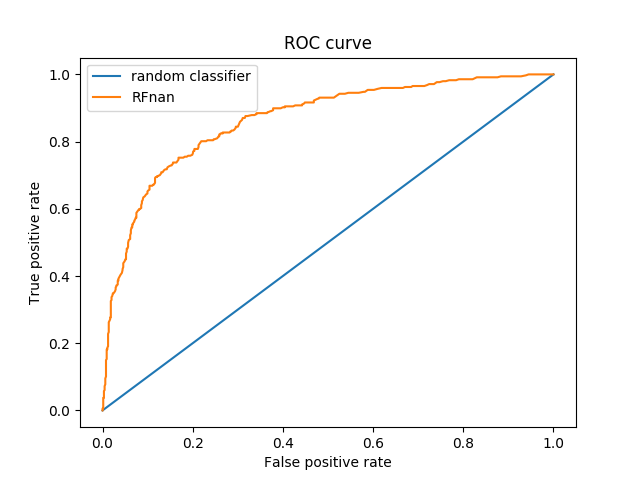 ROC curve
random classifier
RFnan
1.0
0.8
0.6
0.4
0.2
0.0
True positive rate
0.0 0.2 0.4 0.6 0.8 1.0
False positive rate